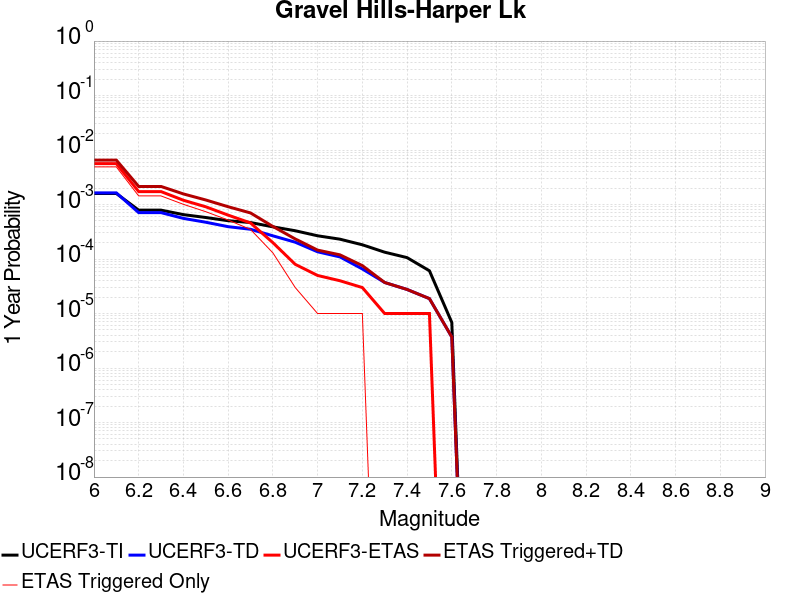 Gravel Hills-Harper Lk
10^0
10^-1
10^-2
10^-3
10^-4
10^-5
10^-6
10^-7
10^-8
1 Year Probability
6 6.2 6.4 6.6 6.8 7 7.2 7.4 7.6 7.8 8 8.2 8.4 8.6 8.8 9
Magnitude
UCERF3-TI UCERF3-TD UCERF3-ETAS ETAS Triggered+TD
ETAS Triggered Only